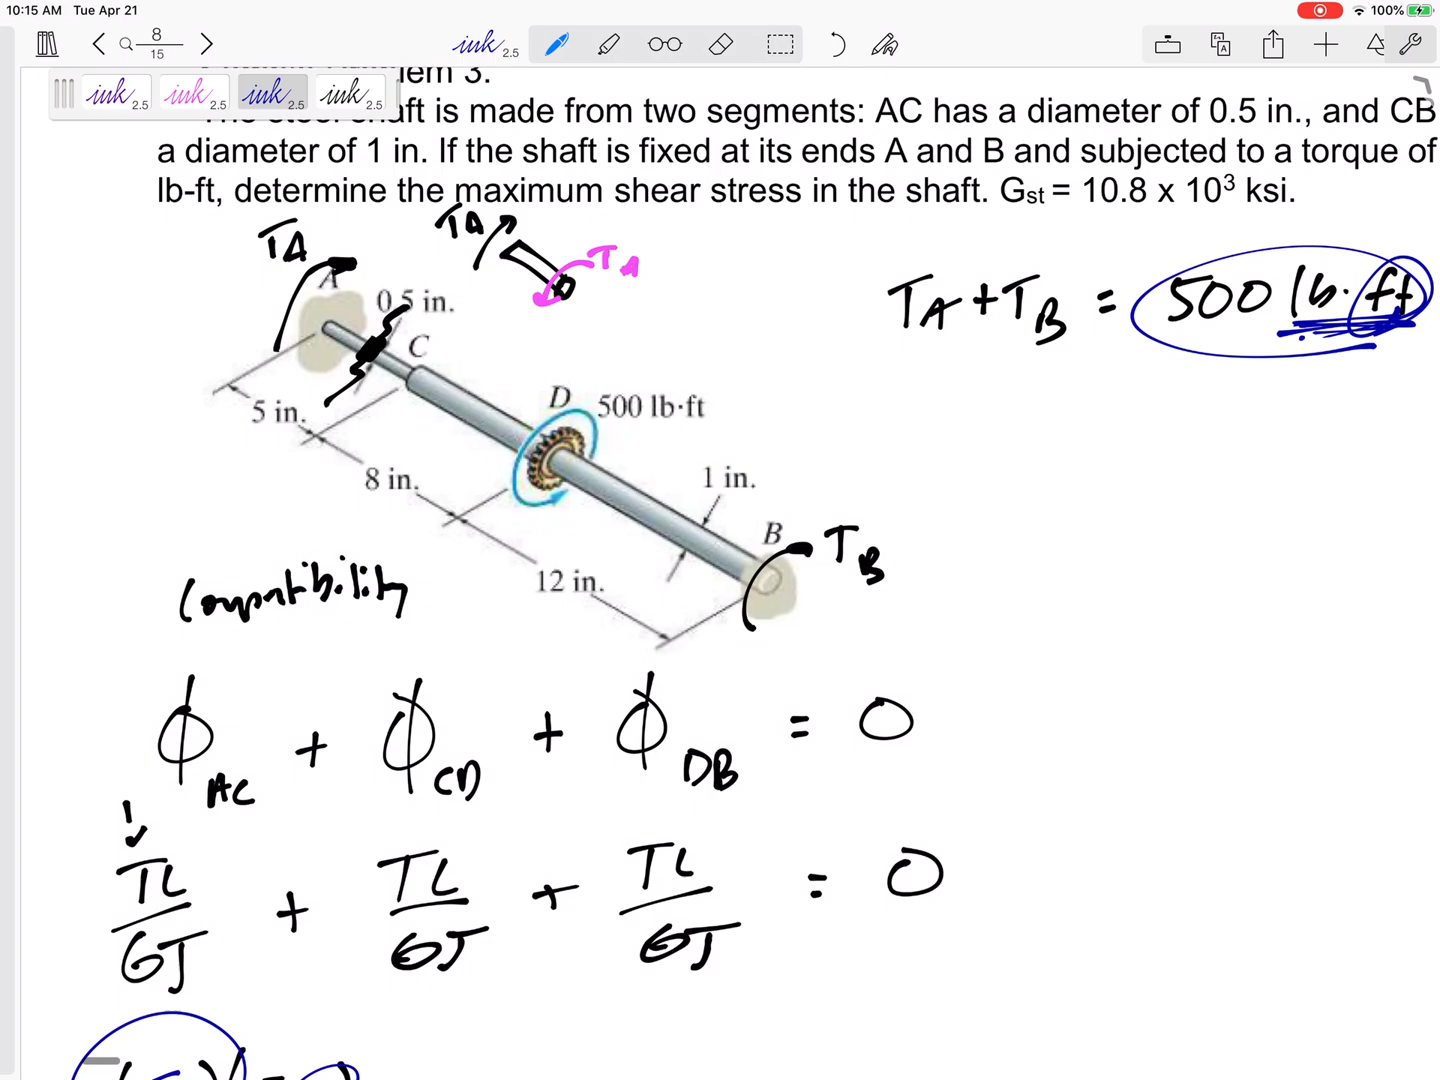 10:15 AM Tue Apr 21
100%
8
15
ink 2.5
ink 2.5
ink 2.5
ink 2.5
ink 2.5
lem 3.
aft is made from two segments: AC has a diameter of 0.5 in., and CB
a diameter of 1 in. If the shaft is fixed at its ends A and B and subjected to a torque of
lb-ft, determine the maximum shear stress in the shaft. Gst = 10.8 x 10³ ksi.
TA
TA
TA
A
0.5 in.
TA + TB = 500 lb·ft
C
5 in.
D
500 lb·ft
8 in.
1 in.
B
TB
12 in.
Compatibility
ϕAC + ϕCD + ϕDB = 0
TL/GJ + TL/GJ + TL/GJ = 0